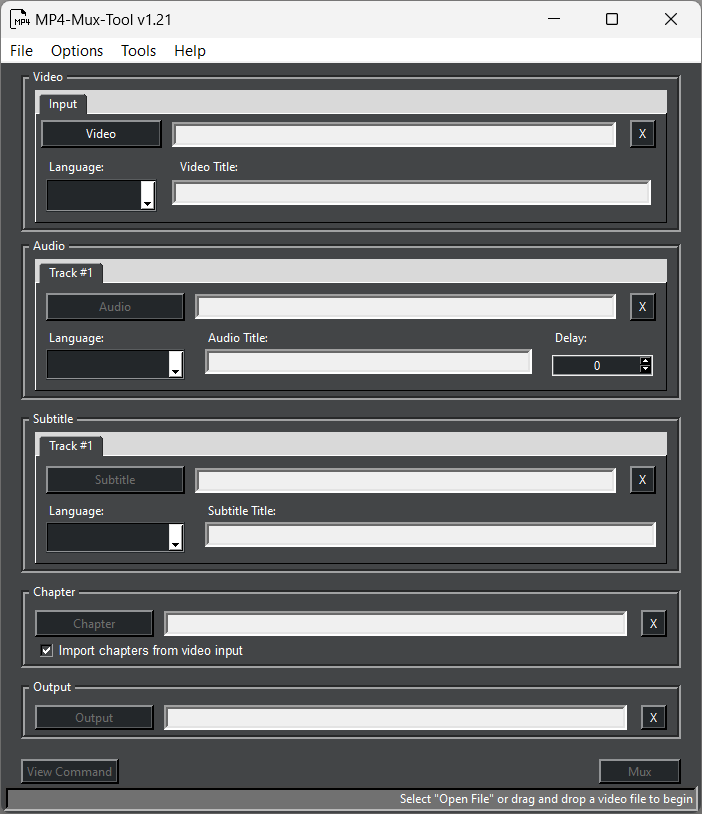 MP4 MP4-Mux-Tool v1.21
File Options Tools Help
Video
Input
Video X
Language: Video Title:
Audio
Track #1
Audio X
Language: Audio Title: Delay:
0
Subtitle
Track #1
Subtitle X
Language: Subtitle Title:
Chapter
Chapter X
Import chapters from video input
Output
Output X
View Command Mux
Select "Open File" or drag and drop a video file to begin